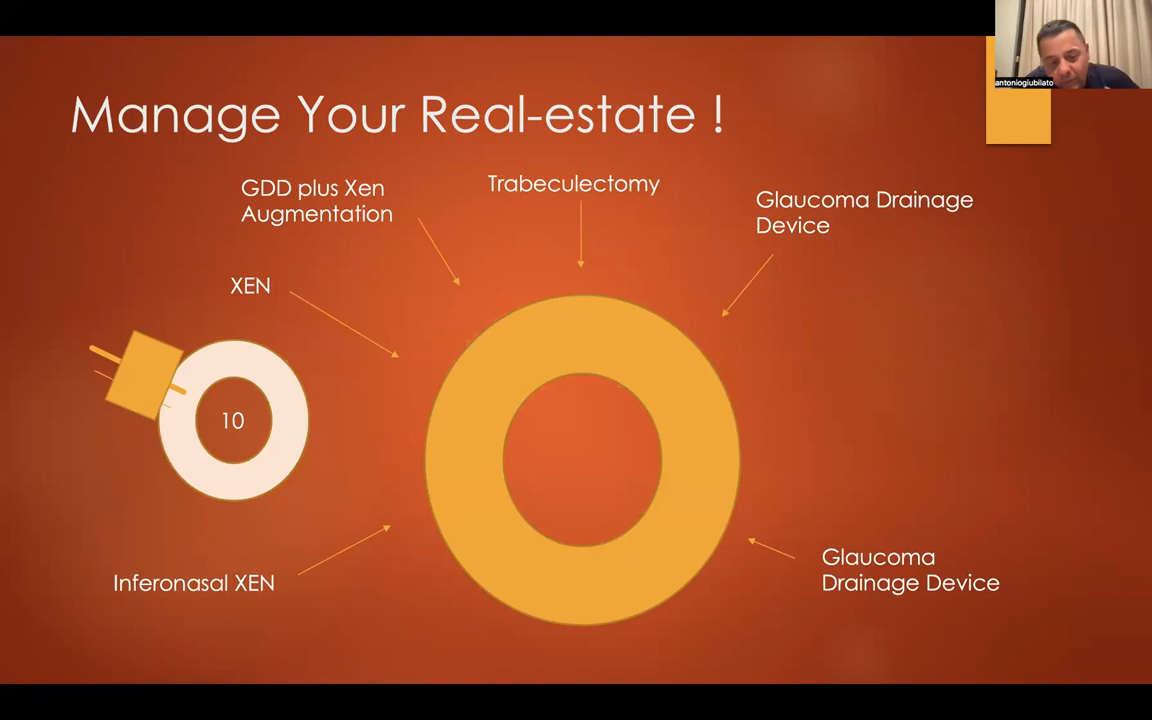 antonioglubilato
Manage Your Real-estate !
GDD plus Xen
Augmentation
Trabeculectomy
Glaucoma Drainage
Device
XEN
10
Inferonasal XEN
Glaucoma
Drainage Device